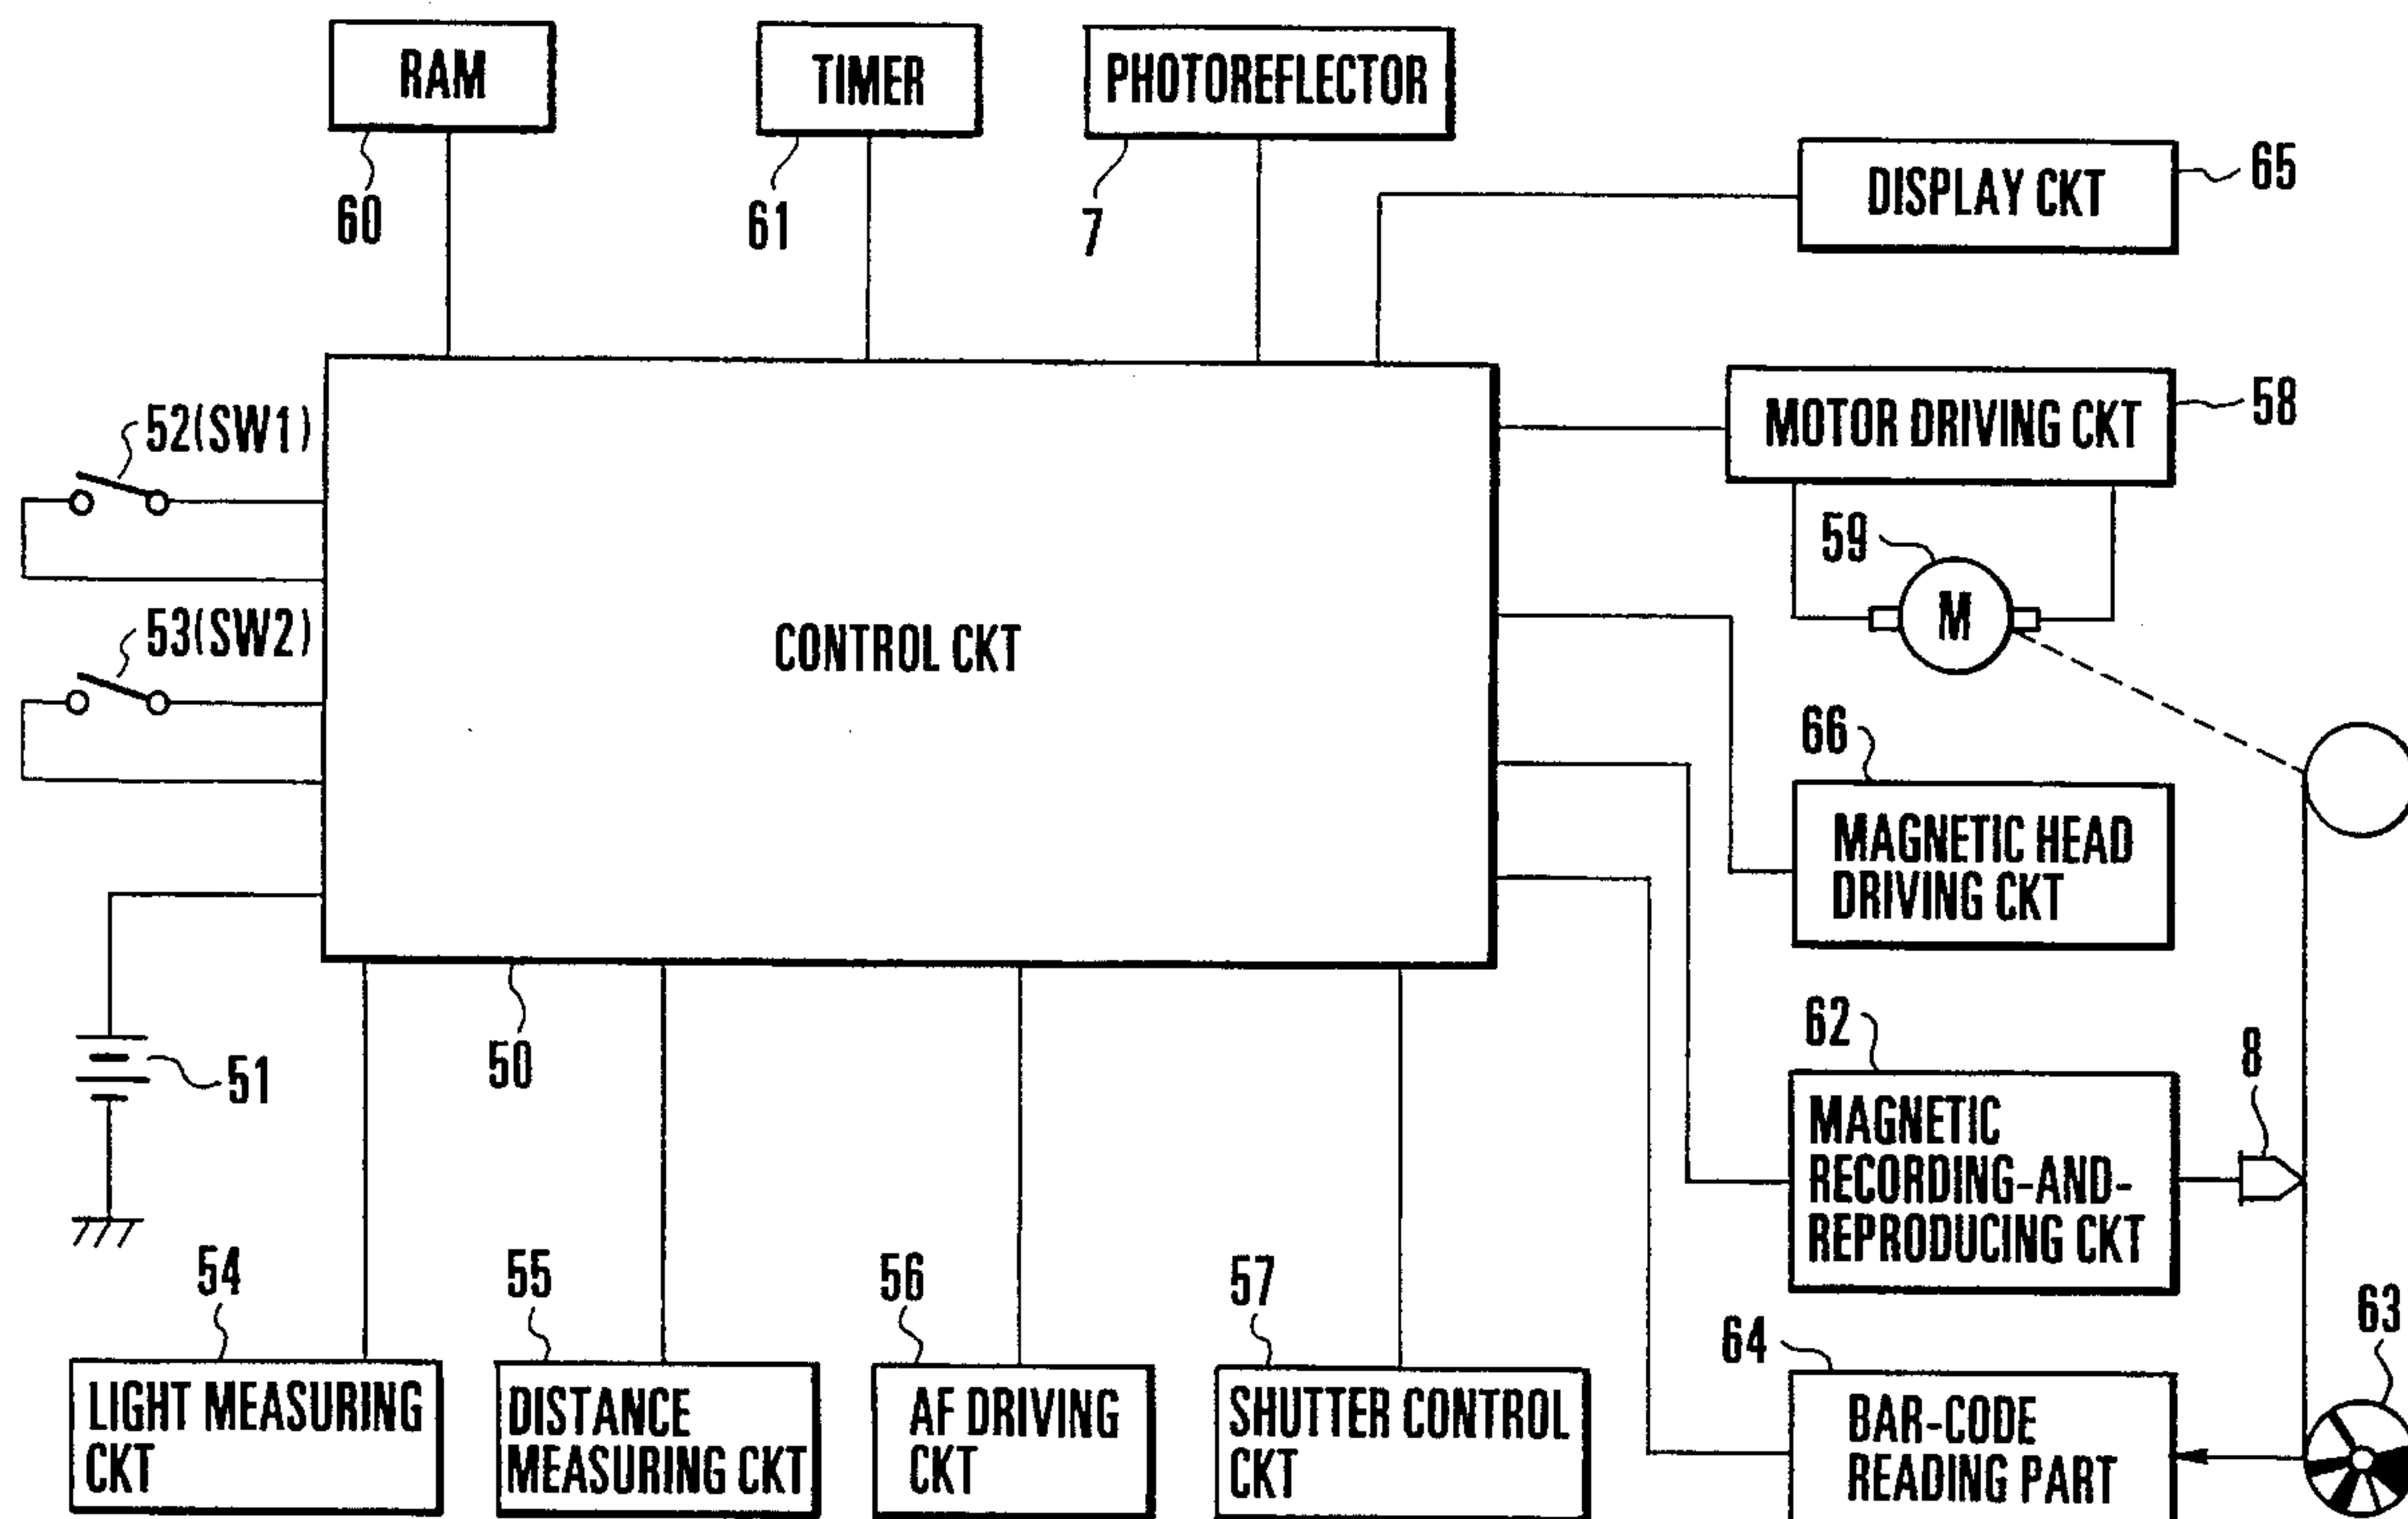 RAM
TIMER
PHOTOREFLECTOR
60
61
7
DISPLAY CKT
65
52(SW1)
53(SW2)
CONTROL CKT
MOTOR DRIVING CKT
58
59
M
66
MAGNETIC HEAD
DRIVING CKT
51
50
62
8
MAGNETIC
RECORDING-AND-
REPRODUCING CKT
54
55
56
57
64
63
LIGHT MEASURING
CKT
DISTANCE
MEASURING CKT
AF DRIVING
CKT
SHUTTER CONTROL
CKT
BAR-CODE
READING PART